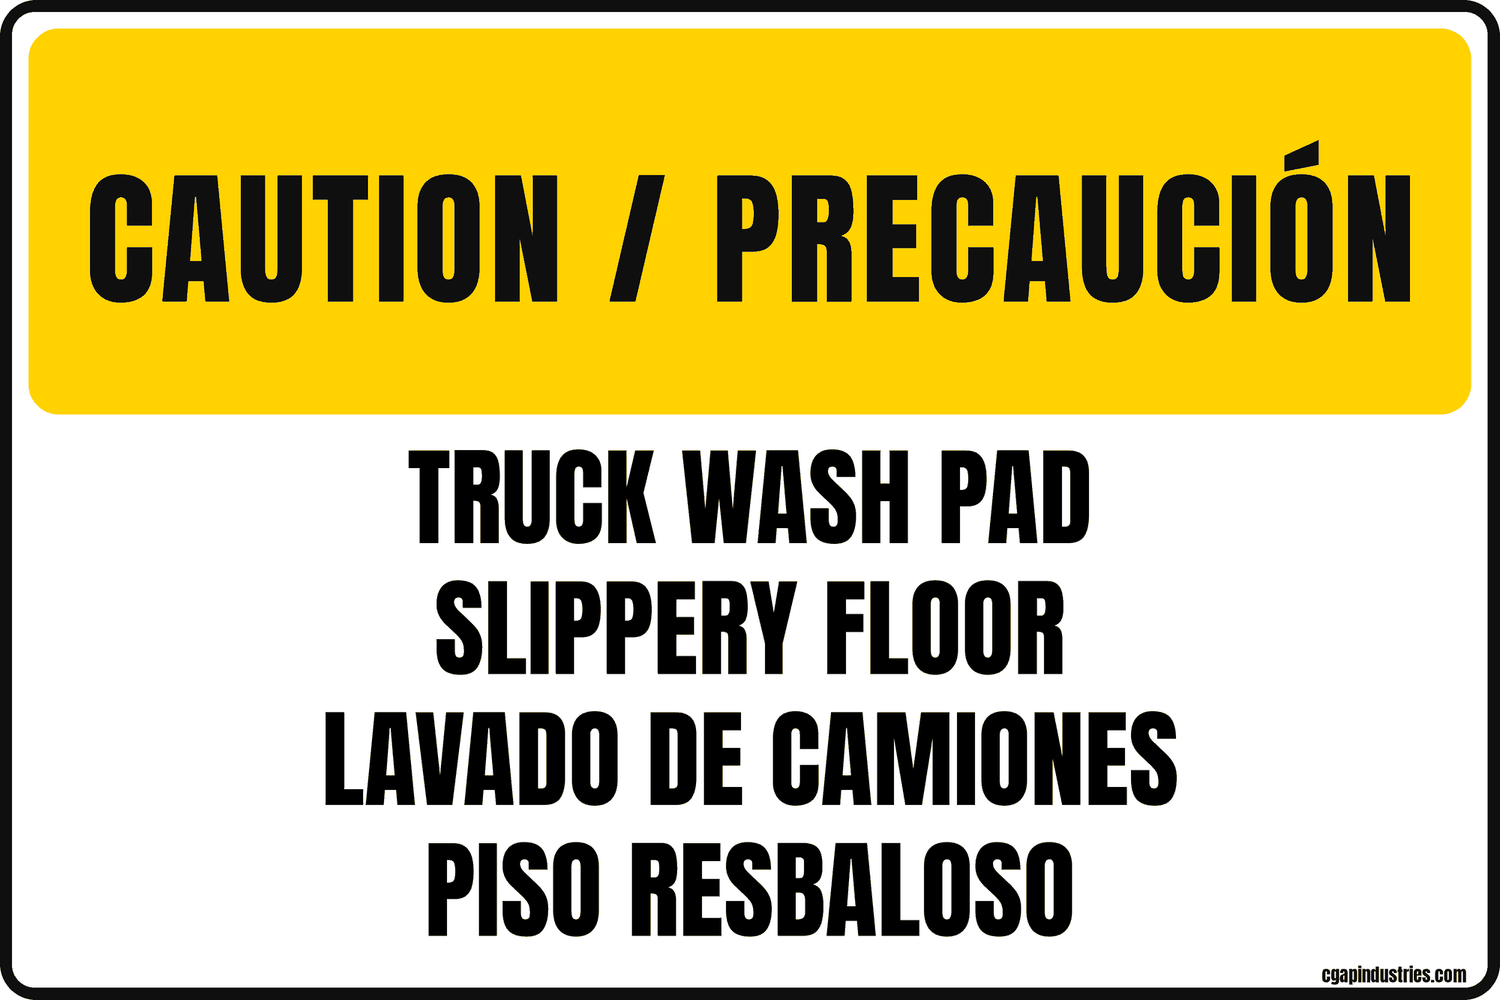 CAUTION / PRECAUCIÓN
TRUCK WASH PAD
SLIPPERY FLOOR
LAVADO DE CAMIONES
PISO RESBALOSO
cgapindustries.com